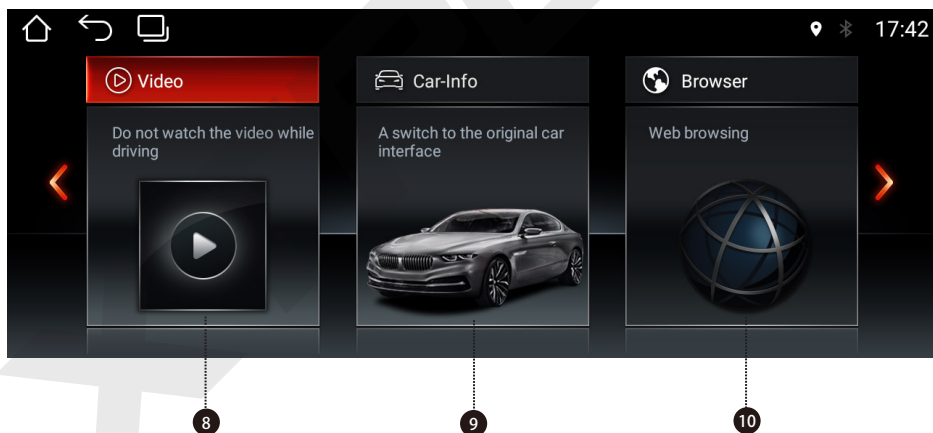 17:42
Video
Car-Info
Browser
Do not watch the video while
driving
A switch to the original car
interface
Web browsing
8
9
10